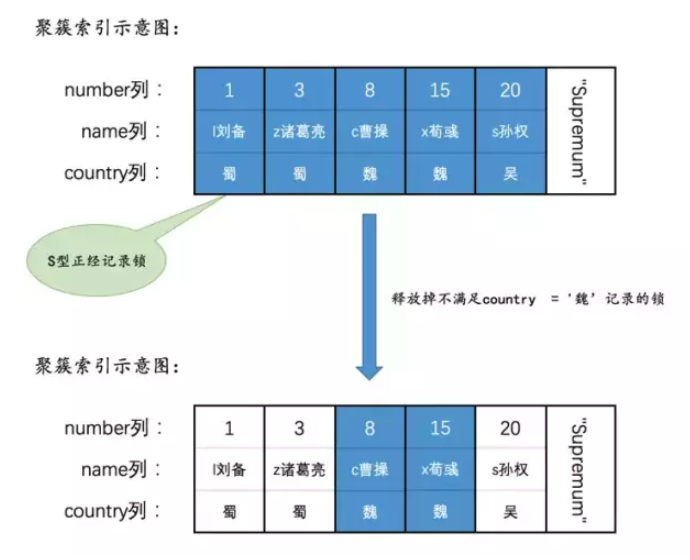 聚簇索引示意图：
number列： 1 3 8 15 20 "Supremum"
name列： l刘备 z诸葛亮 c曹操 x荀彧 s孙权
country列： 蜀 蜀 魏 魏 吴
S型正经记录锁
释放掉不满足country = '魏’记录的锁
聚簇索引示意图：
number列： 1 3 8 15 20 "Supremum"
name列： l刘备 z诸葛亮 c曹操 x荀彧 s孙权
country列： 蜀 蜀 魏 魏 吴